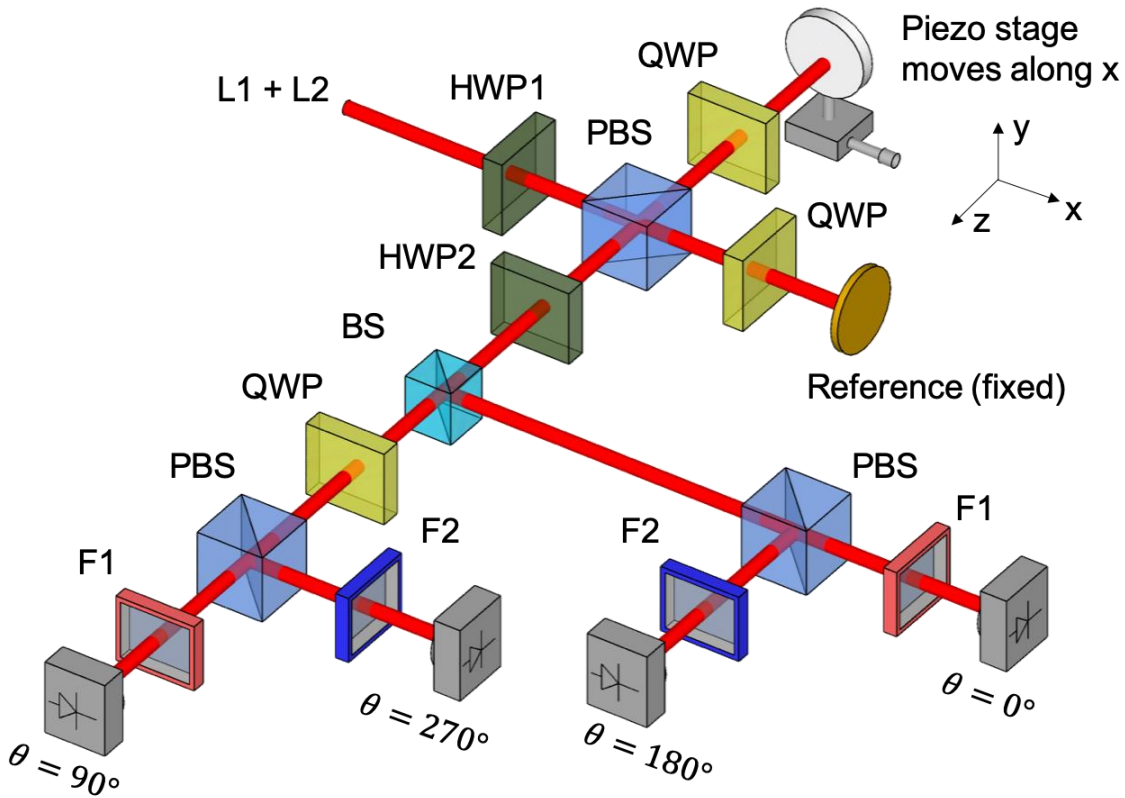 Piezo stage
moves along x
QWP
L1 + L2
HWP1
PBS
y
x
z
QWP
HWP2
BS
Reference (fixed)
QWP
PBS
PBS
F1
F2
F2
F1
θ = 0°
θ = 270°
θ = 180°
θ = 90°